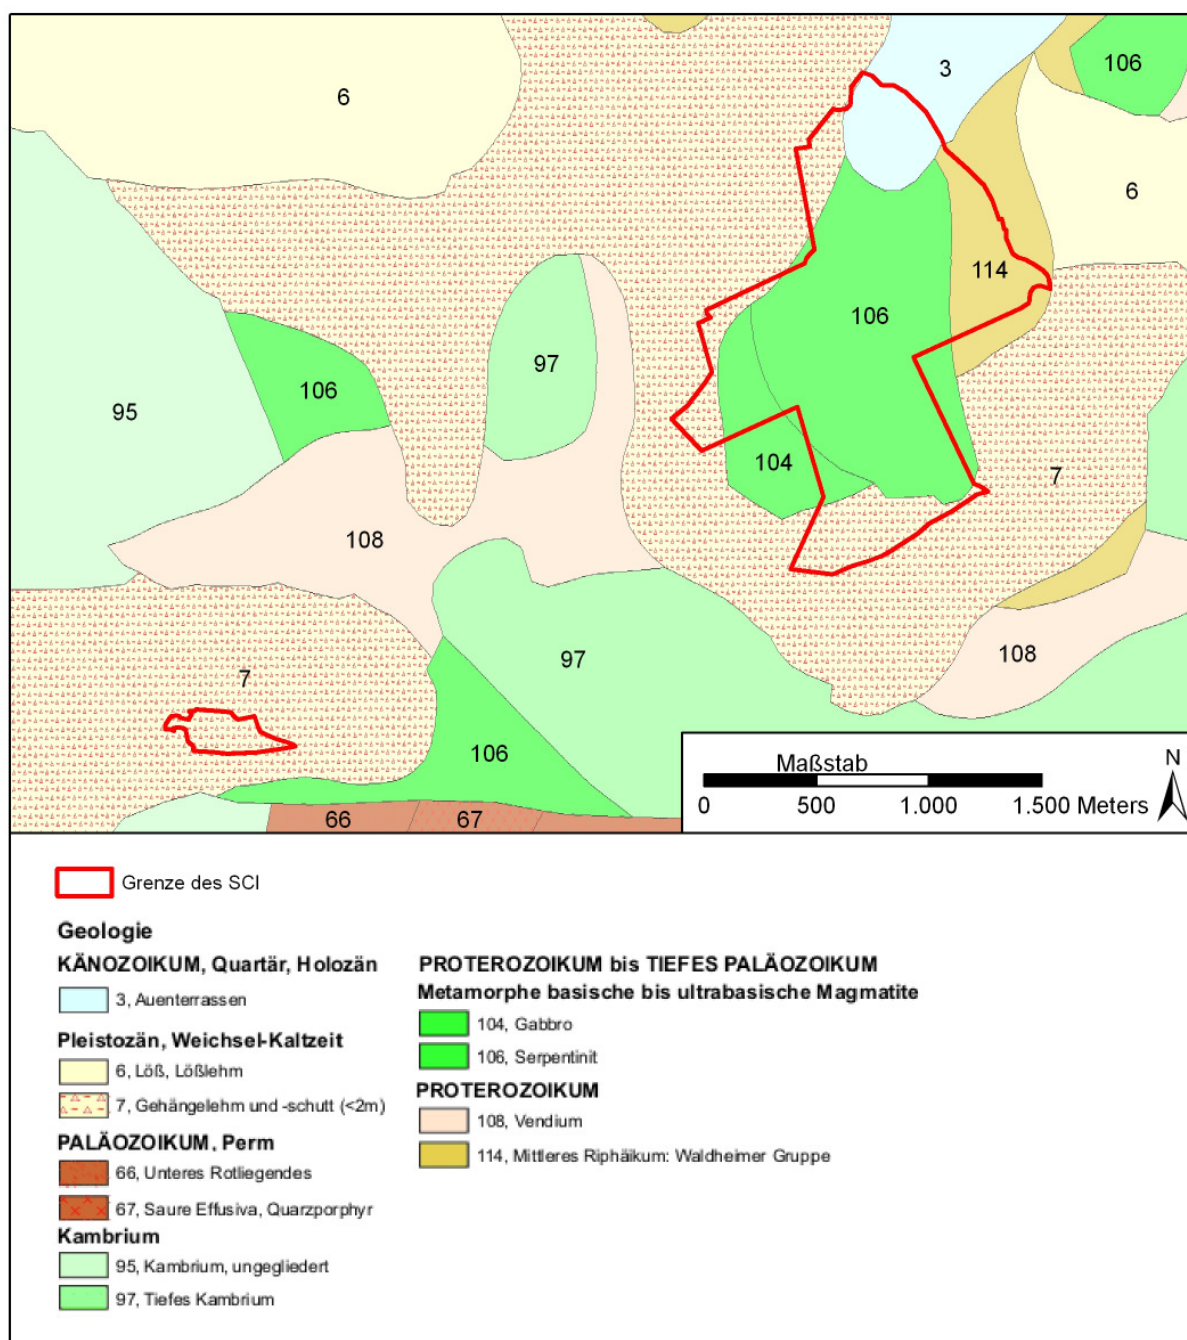 6
3
106
6
114
106
97
106
95
104
7
108
108
97
7
106
66
67
Maßstab
0 500 1.000 1.500 Meters
N
Grenze des SCI
Geologie
KÄNOZOIKUM, Quartär, Holozän
3, Auenterrassen
Pleistozän, Weichsel-Kaltzeit
6, Löß, Lößlehm
7, Gehängelehm und -schutt (<2m)
PALÄOZOIKUM, Perm
66, Unteres Rotliegendes
67, Saure Effusiva, Quarzporphyr
Kambrium
95, Kambrium, ungegliedert
97, Tiefes Kambrium
PROTEROZOIKUM bis TIEFES PALÄOZOIKUM
Metamorphe basische bis ultrabasische Magmatite
104, Gabbro
106, Serpentinit
PROTEROZOIKUM
108, Vendium
114, Mittleres Riphäikum: Waldheimer Gruppe